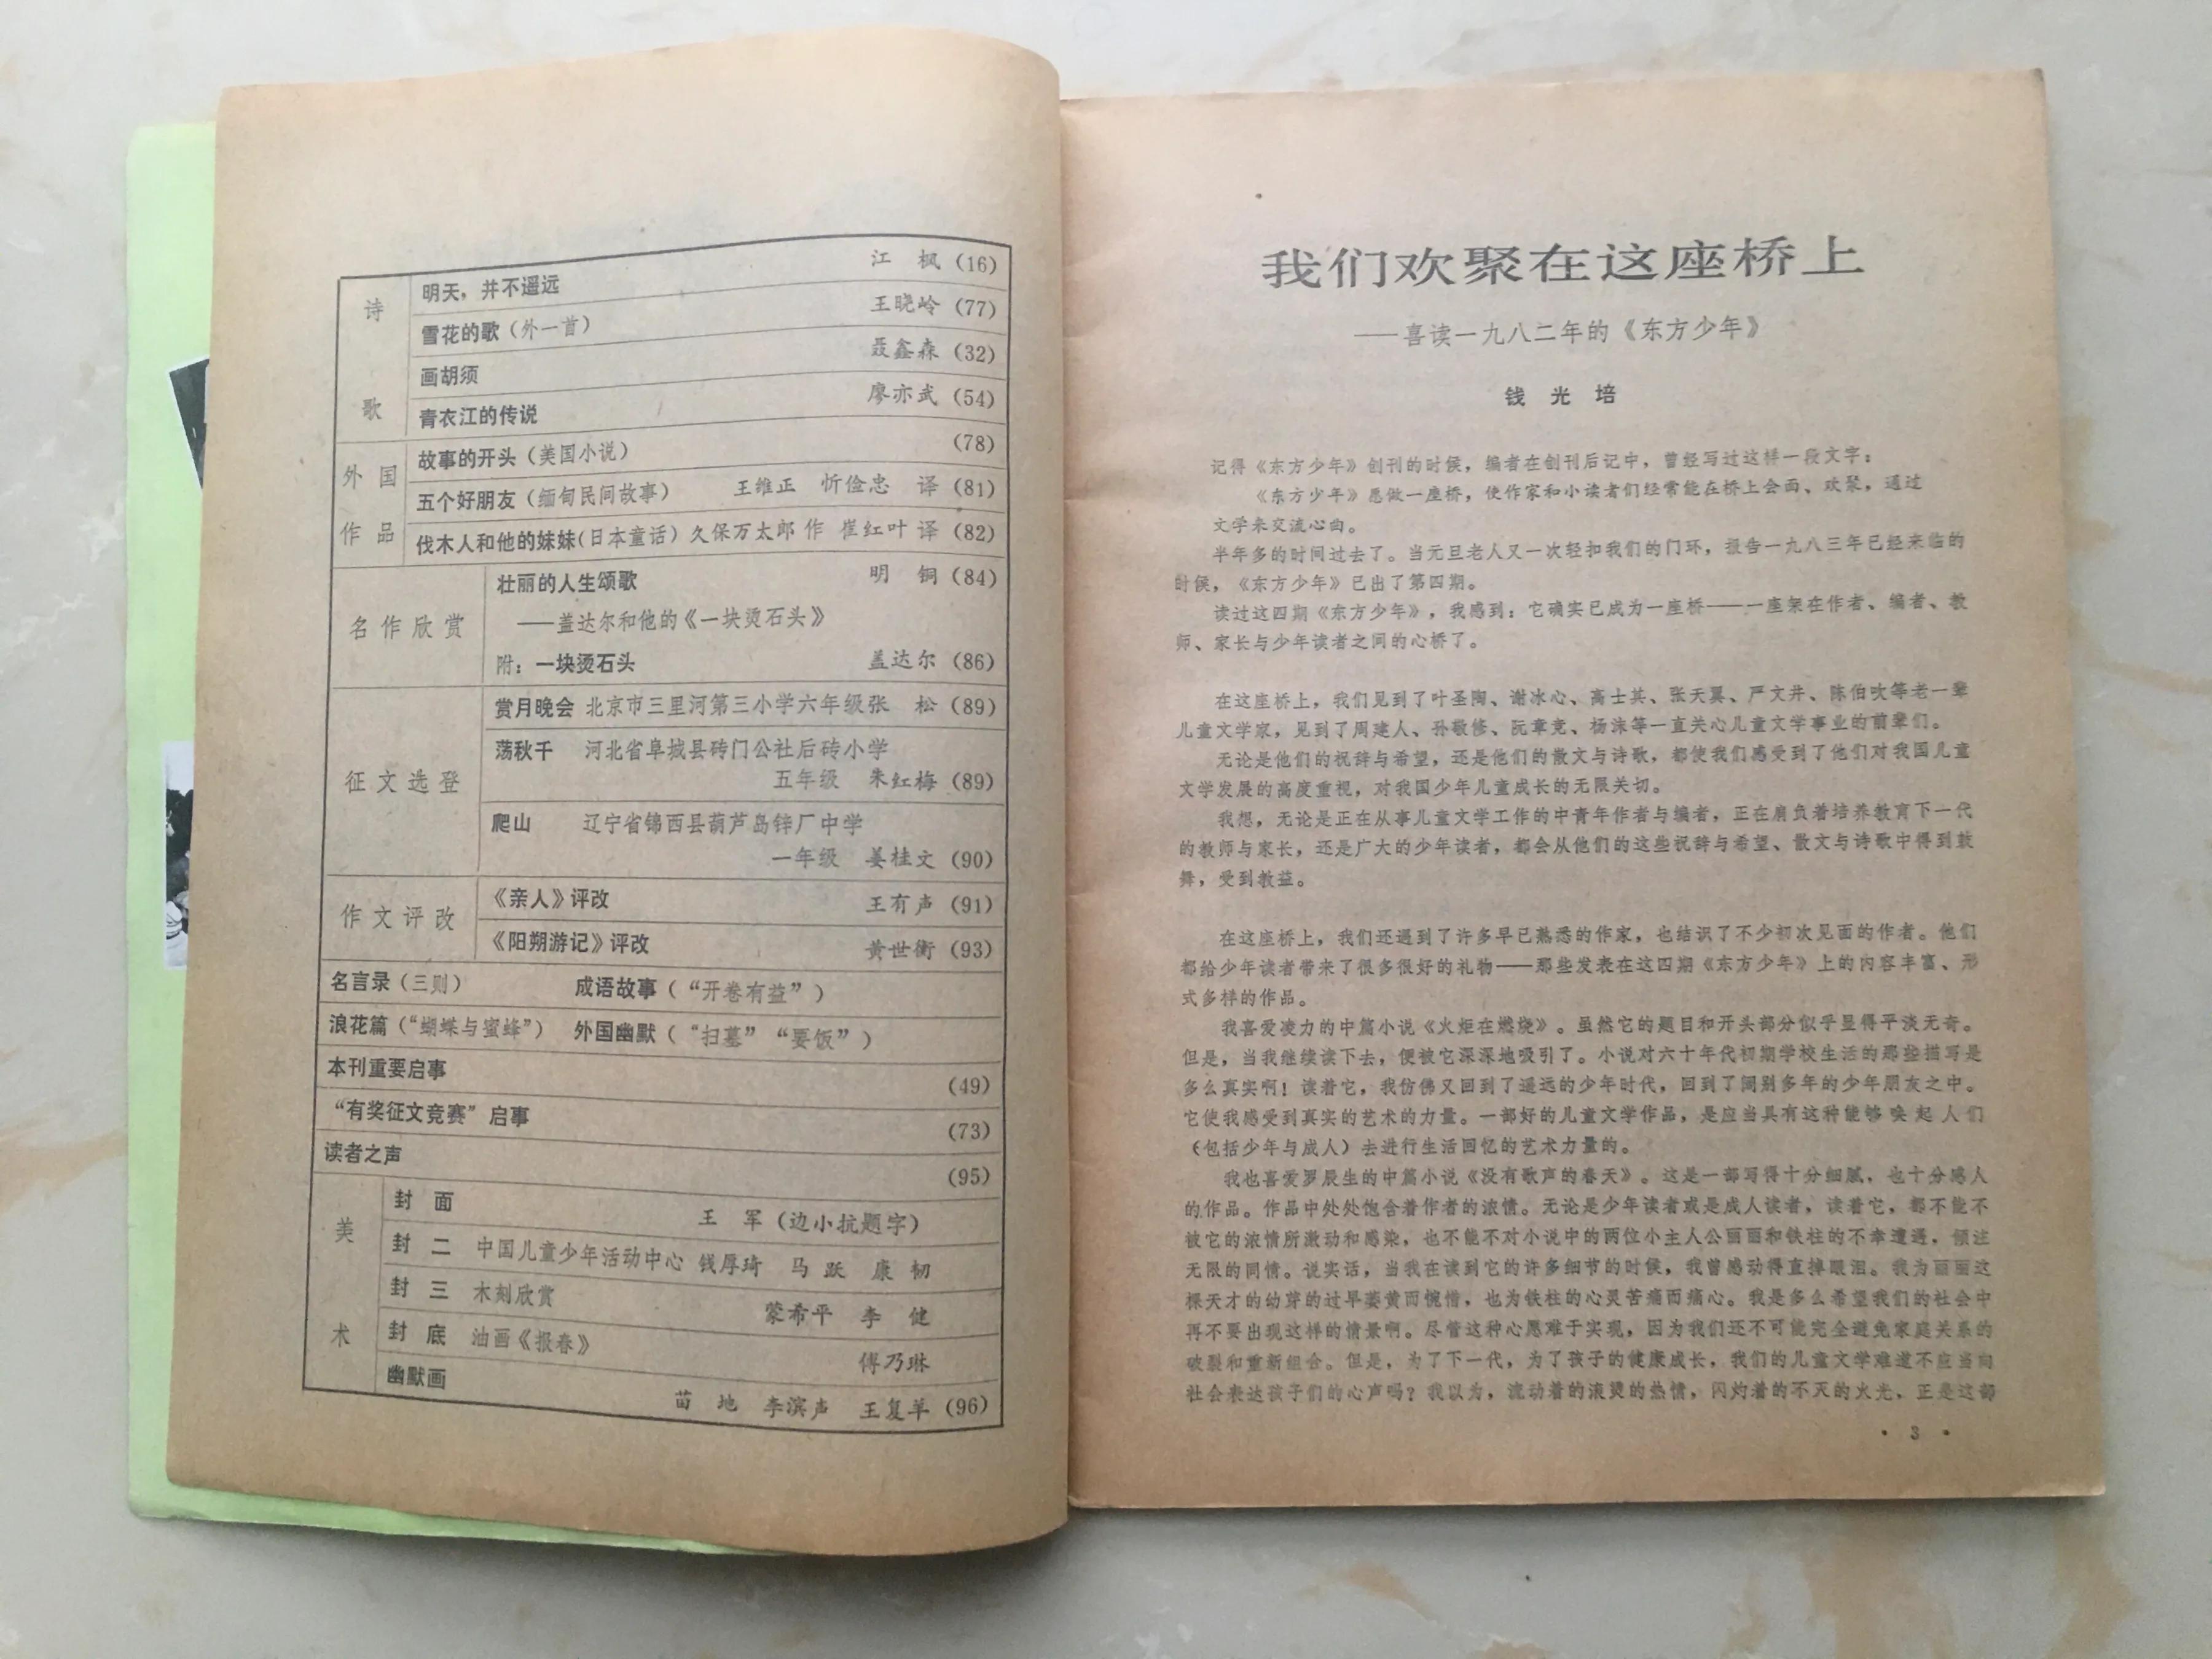 诗歌
明天，并不遥远 江　枫 (16)
雪花的歌（外一首） 王晓岭 (77)
画胡须 聂鑫森 (32)
青衣江的传说 廖亦武 (54)
外国作品
故事的开头（美国小说） (78)
五个好朋友（缅甸民间故事） 王维正　忻俭忠　译 (81)
伐木人和他的妹妹(日本童话) 久保万太郎 作 崔红叶 译 (82)
名作欣赏
壮丽的人生颂歌 明　铜 (84)
——盖达尔和他的《一块烫石头》
附：一块烫石头 盖达尔 (86)
征文选登
赏月晚会 北京市三里河第三小学六年级张　松 (89)
荡秋千 河北省阜城县砖门公社后砖小学
五年级　朱红梅 (89)
爬山 辽宁省锦西县葫芦岛锌厂中学
一年级　姜桂文 (90)
作文评改
《亲人》评改 王有声 (91)
《阳朔游记》评改 黄世衡 (93)
名言录（三则） 成语故事（“开卷有益”）
浪花篇（“蝴蝶与蜜蜂”） 外国幽默（“扫墓”“要饭”）
本刊重要启事 (49)
“有奖征文竞赛”启事 (73)
读者之声 (95)
美术
封　面 王　军（边小抗题字）
封　二 中国儿童少年活动中心 钱厚琦　马　跃　康　韧
封　三 木刻欣赏 蒙希平　李　健
封　底 油画《报春》 傅乃琳
幽默画 苗　地　李滨声　王复羊 (96)
我们欢聚在这座桥上
——喜读一九八二年的《东方少年》
钱光培
记得《东方少年》创刊的时候，编者在创刊后记中，曾经写过这样一段文字：
《东方少年》愿做一座桥，使作家和小读者们经常能在桥上会面、欢聚，通过
文学来交流心曲。
半年多的时间过去了。当元旦老人又一次轻扣我们的门环，报告一九八三年已经来临的
时侯，《东方少年》已出了第四期。
读过这四期《东方少年》，我感到：它确实已成为一座桥——一座架在作者、编者、教
师、家长与少年读者之间的心桥了。
在这座桥上，我们见到了叶圣陶、谢冰心、高士其、张天翼、严文井、陈伯吹等老一辈
儿童文学家，见到了周建人、孙敬修、阮章竞、杨沫等一直关心儿童文学事业的前辈们。
无论是他们的祝辞与希望，还是他们的散文与诗歌，都使我们感受到了他们对我国儿童
文学发展的高度重视，对我国少年儿童成长的无限关切。
我想，无论是正在从事儿童文学工作的中青年作者与编者，正在肩负着培养教育下一代
的教师与家长，还是广大的少年读者，都会从他们的这些祝辞与希望、散文与诗歌中得到鼓
舞，受到教益。
在这座桥上，我们还遇到了许多早已熟悉的作家，也结识了不少初次见面的作者。他们
都给少年读者带来了很多很好的礼物——那些发表在这四期《东方少年》上的内容丰富、形
式多样的作品。
我喜爱凌力的中篇小说《火炬在燃烧》。虽然它的题目和开头部分似乎显得平淡无奇。
但是，当我继续读下去，便被它深深地吸引了。小说对六十年代初期学校生活的那些描写是
多么真实啊！读着它，我仿佛又回到了遥远的少年时代，回到了阔别多年的少年朋友之中。
它使我感受到真实的艺术的力量。一部好的儿童文学作品，是应当具有这种能够唤起人们
（包括少年与成人）去进行生活回忆的艺术力量的。
我也喜爱罗辰生的中篇小说《没有歌声的春天》。这是一部写得十分细腻，也十分感人
的作品。作品中处处饱含着作者的浓情。无论是少年读者或是成人读者，读着它，都不能不
被它的浓情所激动和感染，也不能不对小说中的两位小主人公丽丽和铁柱的不幸遭遇，倾注
无限的同情。说实话，当我在读到它的许多细节的时候，我曾感动得直掉眼泪。我为丽丽这
棵天才的幼芽的过早萎黄而惋惜，也为铁柱的心灵苦痛而痛心。我是多么希望我们的社会中
再不要出现这样的情景啊。尽管这种心愿难于实现，因为我们还不可能完全避免家庭关系的
破裂和重新组合。但是，为了下一代，为了孩子的健康成长，我们的儿童文学难道不应当向
社会表达孩子们的心声吗？我以为，流动着的滚烫的热情，闪灼着的不灭的火光，正是这部
· 3 ·